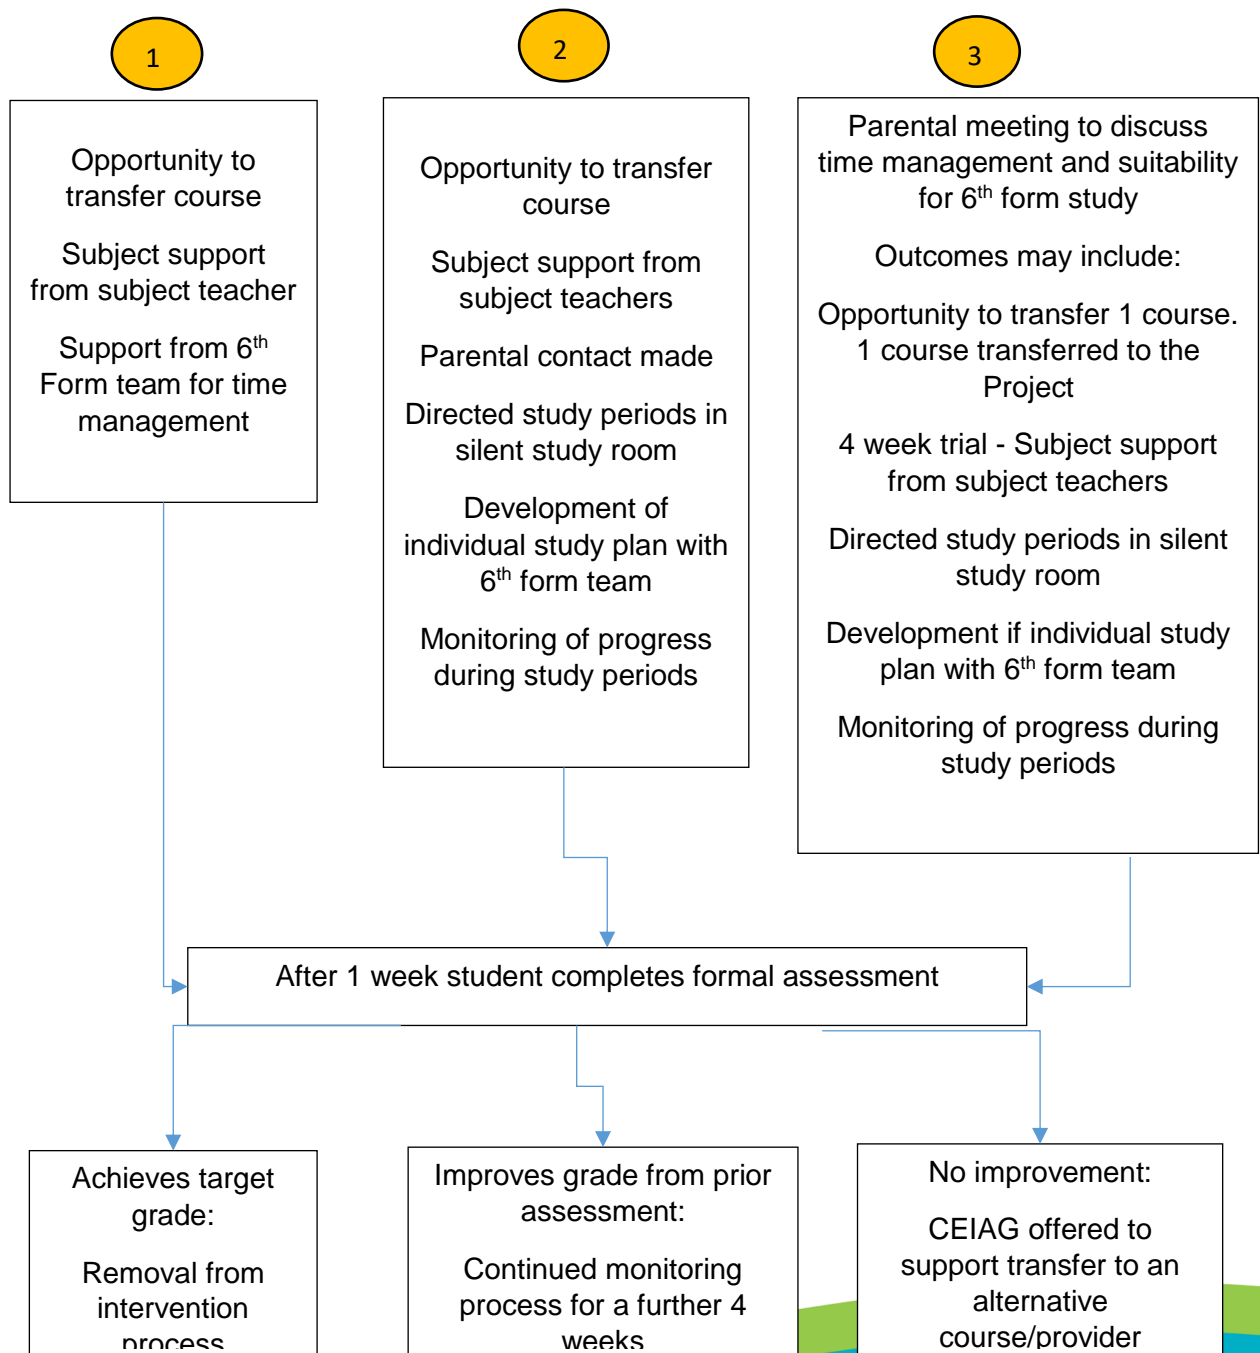 1
Opportunity to
transfer course
Subject support
from subject teacher
Support from 6th
Form team for time
management
2
Opportunity to transfer
course
Subject support from
subject teachers
Parental contact made
Directed study periods in
silent study room
Development of
individual study plan with
6th form team
Monitoring of progress
during study periods
3
Parental meeting to discuss
time management and suitability
for 6th form study
Outcomes may include:
Opportunity to transfer 1 course.
1 course transferred to the
Project
4 week trial - Subject support
from subject teachers
Directed study periods in silent
study room
Development if individual study
plan with 6th form team
Monitoring of progress during
study periods
After 1 week student completes formal assessment
Achieves target
grade:
Removal from
intervention
process
Improves grade from prior
assessment:
Continued monitoring
process for a further 4
weeks
No improvement:
CEIAG offered to
support transfer to an
alternative
course/provider